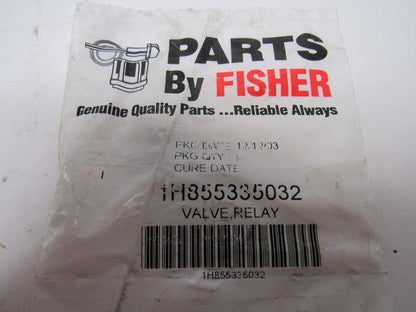 PARTS
By FISHER
Genuine Quality Parts ...Reliable Always
PKG DATE 12/1203
PKG QTY 1
CURE DATE
1H855335032
VALVE,RELAY
1H855335032